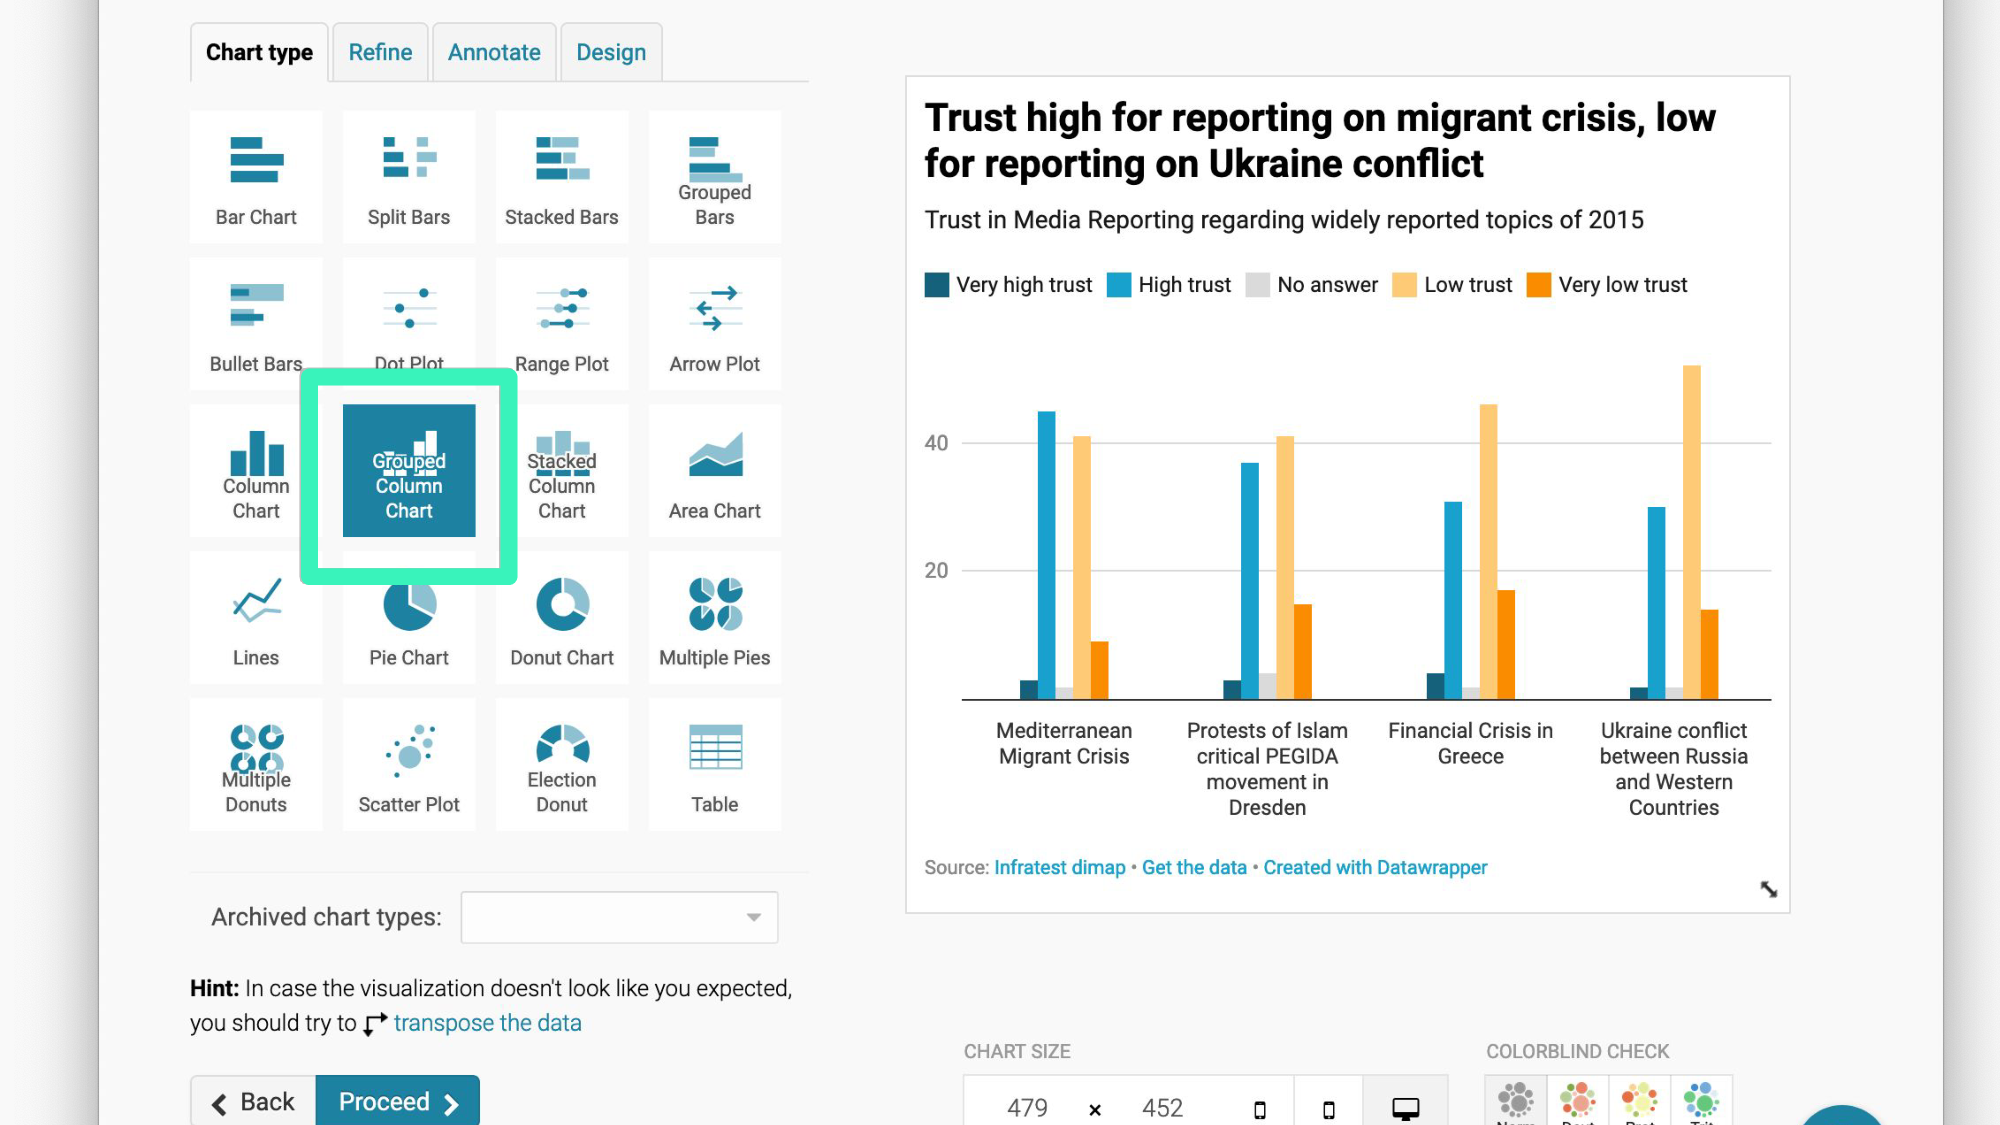 Chart type
Refine
Annotate
Design
Bar Chart
Split Bars
Stacked Bars
Grouped
Bars
Bullet Bars
Dot Plot
Range Plot
Arrow Plot
Column
Chart
Grouped
Column
Chart
Stacked
Column
Chart
Area Chart
Lines
Pie Chart
Donut Chart
Multiple Pies
Multiple
Donuts
Scatter Plot
Election
Donut
Table
Archived chart types:
Hint: In case the visualization doesn't look like you expected,
you should try to transpose the data
Back
Proceed
Trust high for reporting on migrant crisis, low
for reporting on Ukraine conflict
Trust in Media Reporting regarding widely reported topics of 2015
Very high trust High trust No answer Low trust Very low trust
40
20
Mediterranean
Migrant Crisis
Protests of Islam
critical PEGIDA
movement in
Dresden
Financial Crisis in
Greece
Ukraine conflict
between Russia
and Western
Countries
Source: Infratest dimap • Get the data • Created with Datawrapper
CHART SIZE
479 × 452
COLORBLIND CHECK